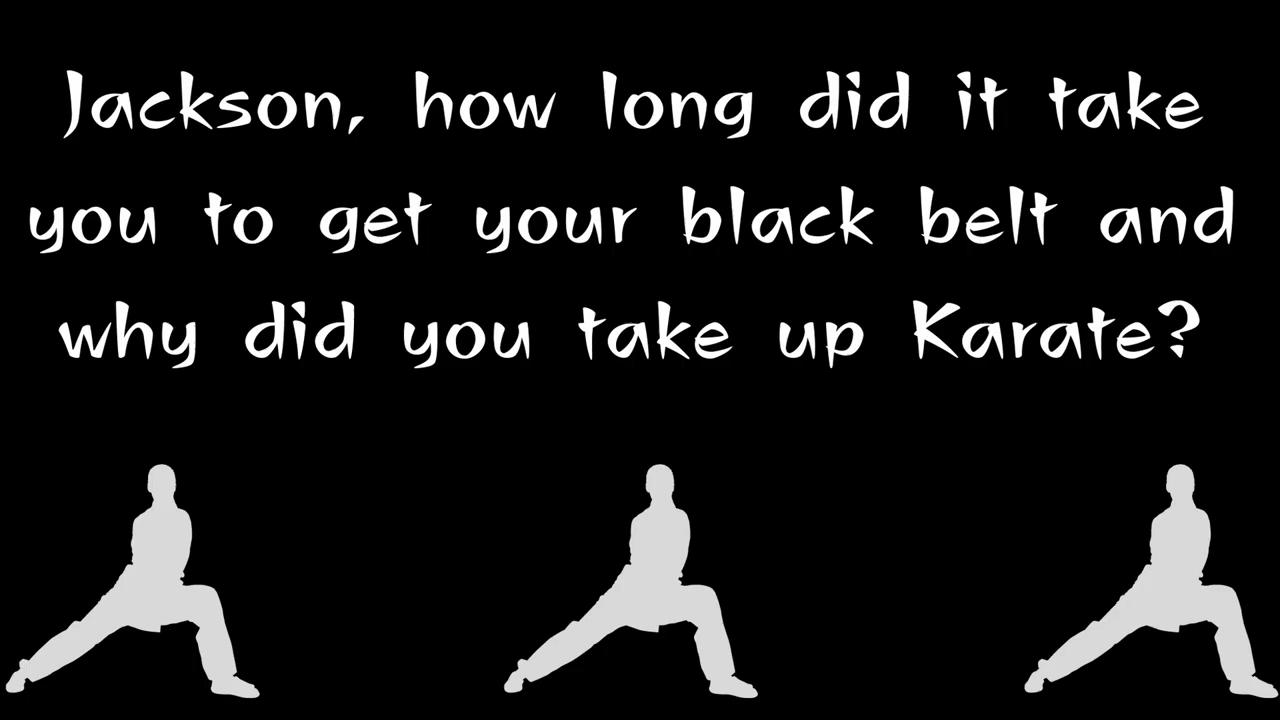 Jackson, how long did it take
you to get your black belt and
why did you take up Karate?